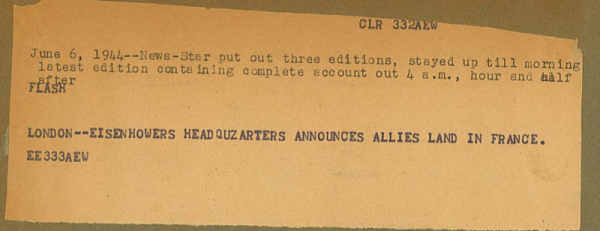 CLR 332AEW
June 6, 1944--News-Star put out three editions, stayed up till morning
latest edition containing complete account out 4 a.m., hour and half
after
FLASH
LONDON--EISENHOWERS HEADQUZARTERS ANNOUNCES ALLIES LAND IN FRANCE.
EE333AEW